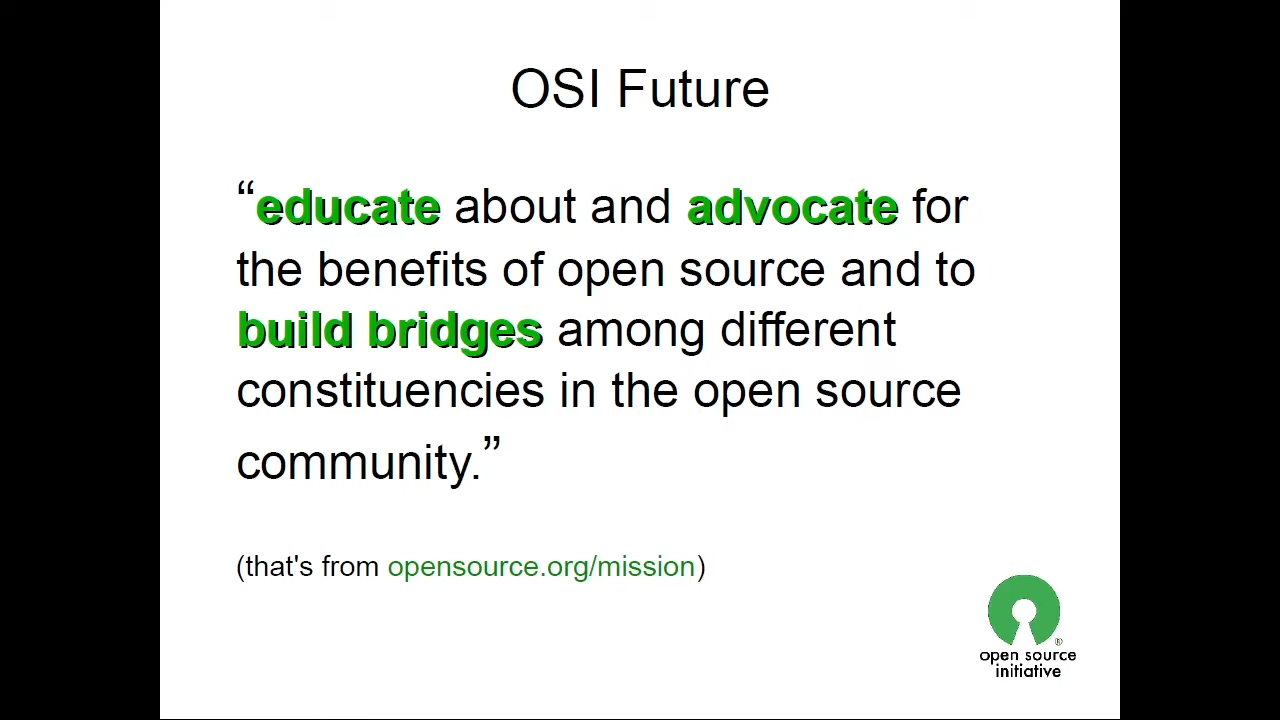 OSI Future
“educate about and advocate for
the benefits of open source and to
build bridges among different
constituencies in the open source
community.”
(that's from opensource.org/mission)
®
open source
initiative